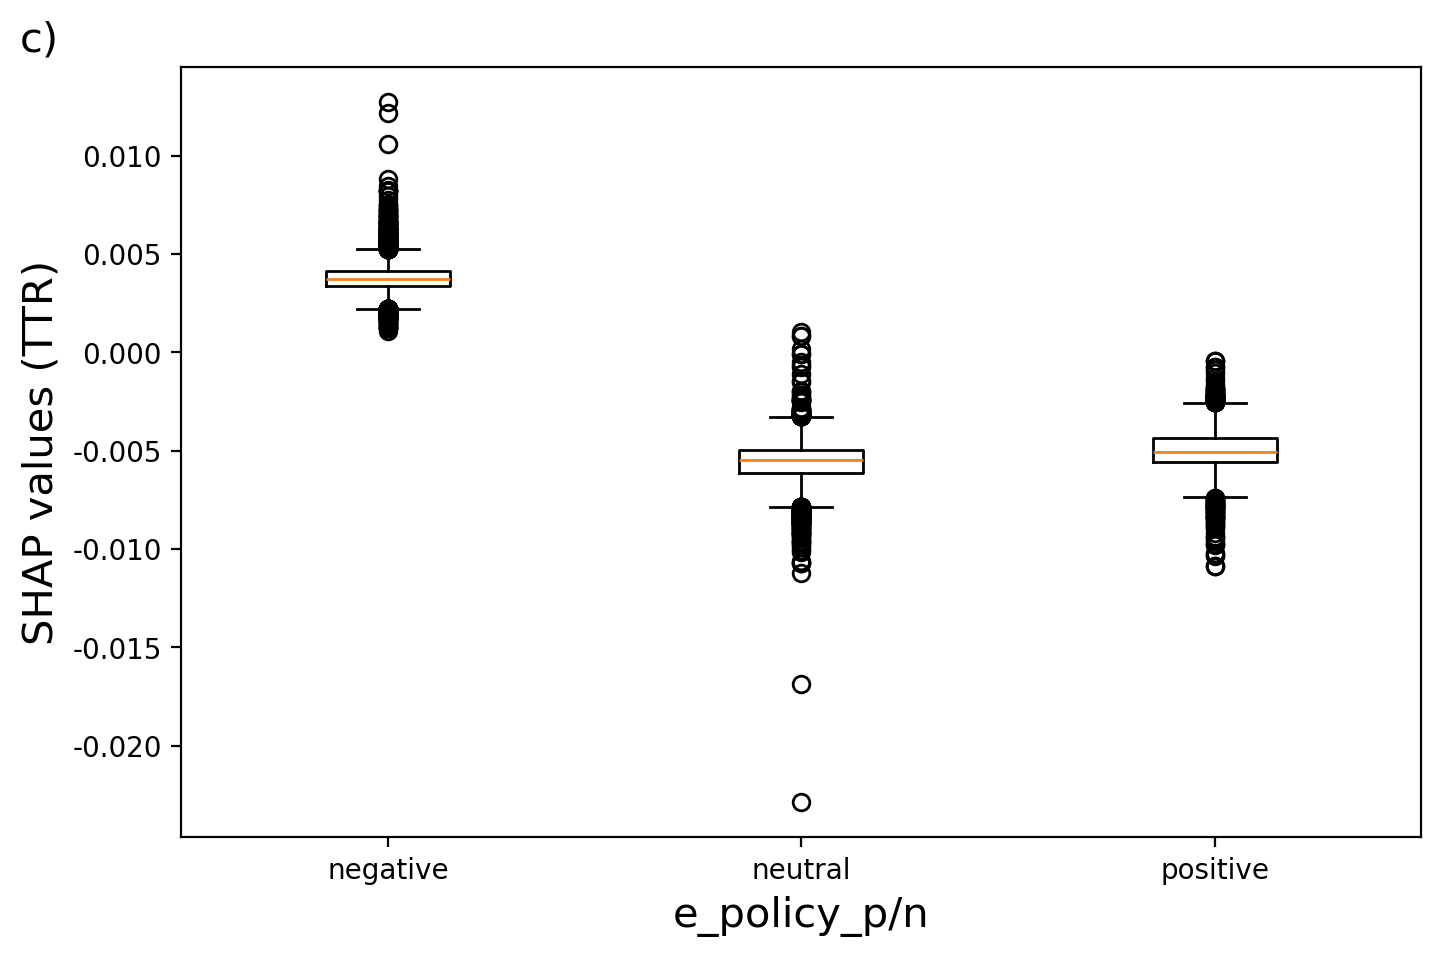 c)
SHAP values (TTR)
0.010
0.005
0.000
-0.005
-0.010
-0.015
-0.020
negative neutral positive
e_policy_p/n